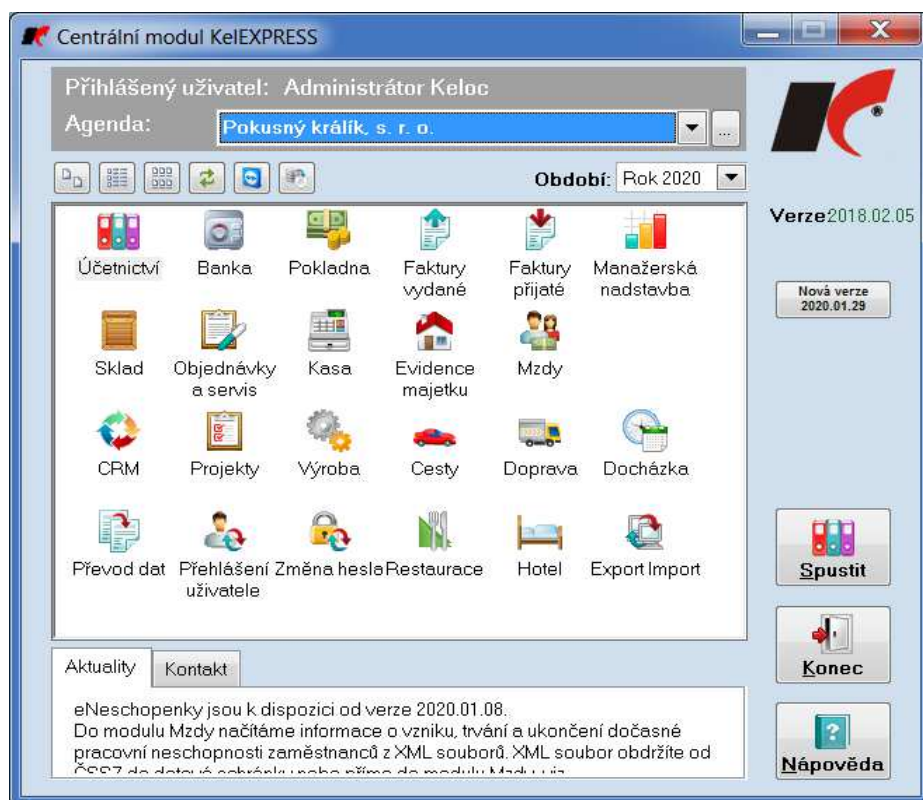 Centrální modul KelEXPRESS
Přihlášený uživatel: Administrátor Keloc
Agenda: Pokusný králík, s. r. o. ...
Období: Rok 2020
Verze2018.02.05
Nová verze
2020.01.29
Účetnictví Banka Pokladna Faktury vydané Faktury přijaté Manažerská nadstavba
Sklad Objednávky a servis Kasa Evidence majetku Mzdy
CRM Projekty Výroba Cesty Doprava Docházka
Převod dat Přehlášení uživatele Změna hesla Restaurace Hotel Export Import
Spustit
Konec
Nápověda
Aktuality Kontakt
eNeschopenky jsou k dispozici od verze 2020.01.08.
Do modulu Mzdy načítáme informace o vzniku, trvání a ukončení dočasné
pracovní neschopnosti zaměstnanců z XML souborů. XML soubor obdržíte od